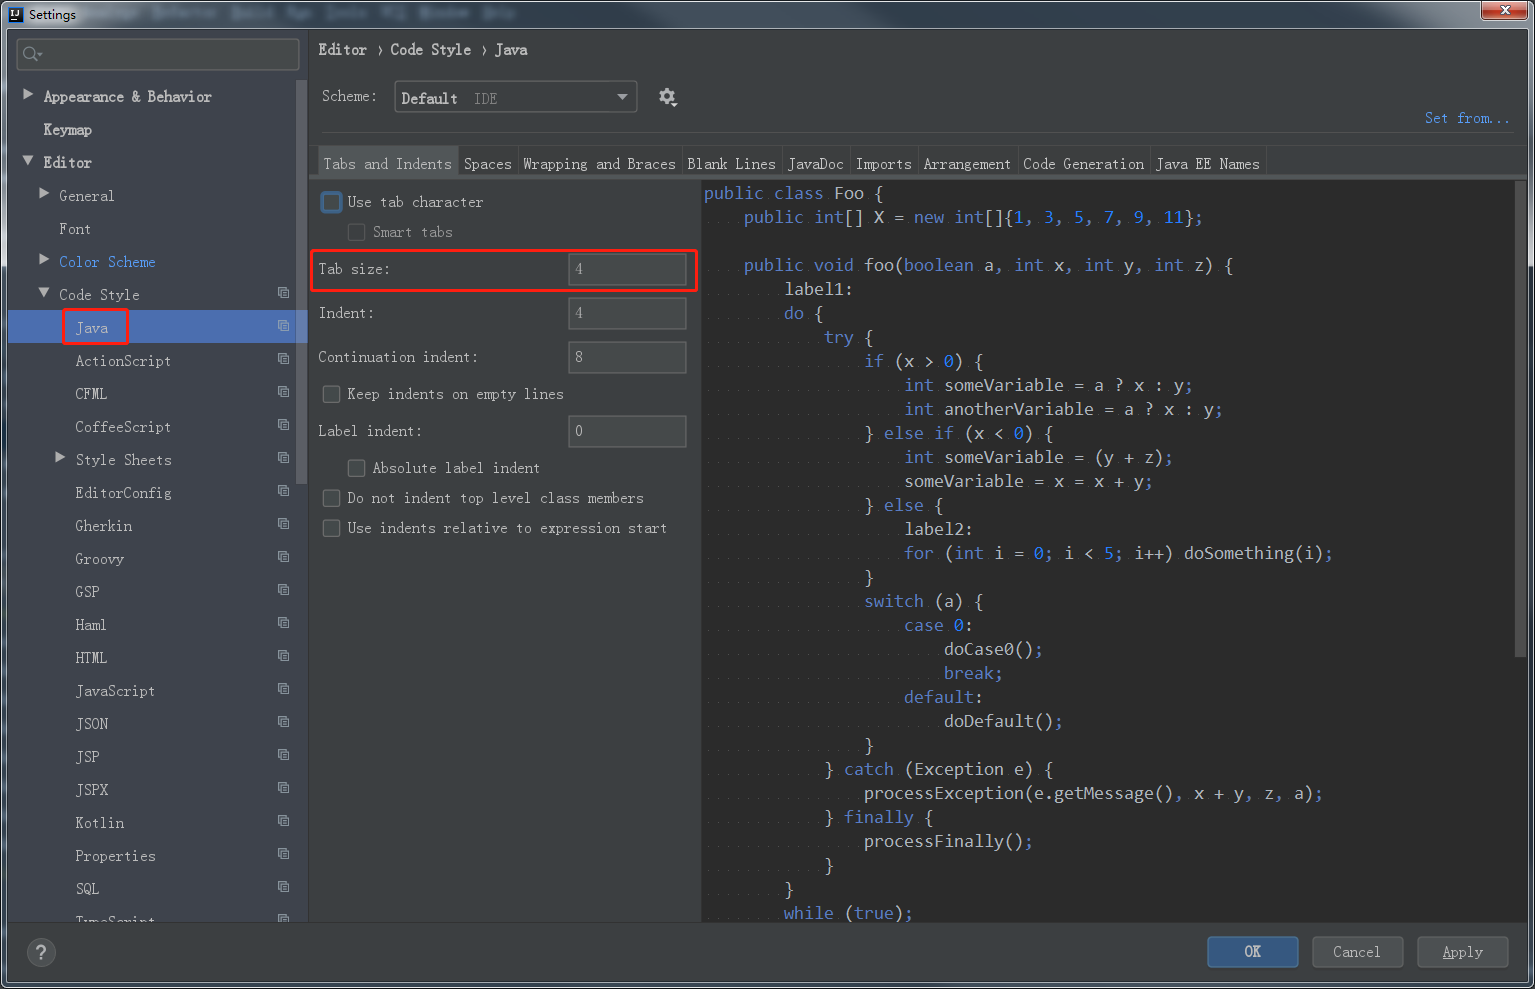 Settings
Editor › Code Style › Java
Scheme: Default IDE
Set from...
Appearance & Behavior
Keymap
Editor
General
Font
Color Scheme
Code Style
Java
ActionScript
CFML
CoffeeScript
Style Sheets
EditorConfig
Gherkin
Groovy
GSP
Haml
HTML
JavaScript
JSON
JSP
JSPX
Kotlin
Properties
SQL
TypeScript
Tabs and Indents Spaces Wrapping and Braces Blank Lines JavaDoc Imports Arrangement Code Generation Java EE Names
Use tab character
Smart tabs
Tab size: 4
Indent: 4
Continuation indent: 8
Keep indents on empty lines
Label indent: 0
Absolute label indent
Do not indent top level class members
Use indents relative to expression start
public class Foo {
public int[] X = new int[]{1, 3, 5, 7, 9, 11};
public void foo(boolean a, int x, int y, int z) {
label1:
do {
try {
if (x > 0) {
int someVariable = a ? x : y;
int anotherVariable = a ? x : y;
} else if (x < 0) {
int someVariable = (y + z);
someVariable = x = x + y;
} else {
label2:
for (int i = 0; i < 5; i++) doSomething(i);
}
switch (a) {
case 0:
doCase0();
break;
default:
doDefault();
}
} catch (Exception e) {
processException(e.getMessage(), x + y, z, a);
} finally {
processFinally();
}
}
while (true);
?
OK Cancel Apply